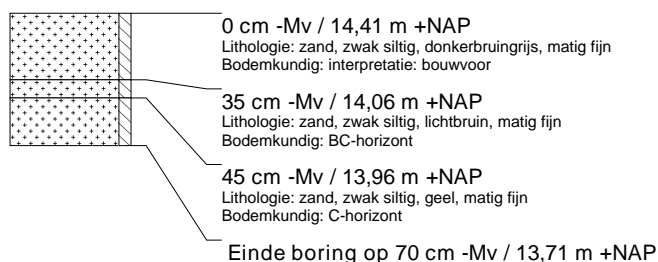 0 cm -Mv / 14,41 m +NAP
Lithologie: zand, zwak siltig, donkerbruingrijs, matig fijn
Bodemkundig: interpretatie: bouwvoor
35 cm -Mv / 14,06 m +NAP
Lithologie: zand, zwak siltig, lichtbruin, matig fijn
Bodemkundig: BC-horizont
45 cm -Mv / 13,96 m +NAP
Lithologie: zand, zwak siltig, geel, matig fijn
Bodemkundig: C-horizont
Einde boring op 70 cm -Mv / 13,71 m +NAP